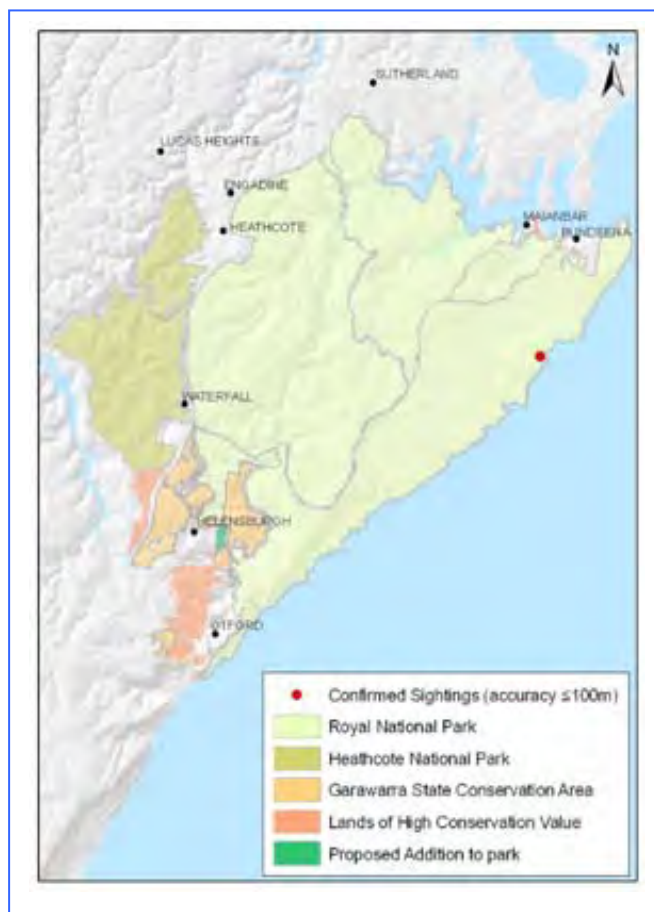 N
SUTHERLAND
LUCAS HEIGHTS
ENGADINE
MAIANBAR
HEATHCOTE
BUNDEENA
WATERFALL
HELENSBURGH
OTFORD
Confirmed Sightings (accuracy ≤100m)
Royal National Park
Heathcote National Park
Garawarra State Conservation Area
Lands of High Conservation Value
Proposed Addition to park